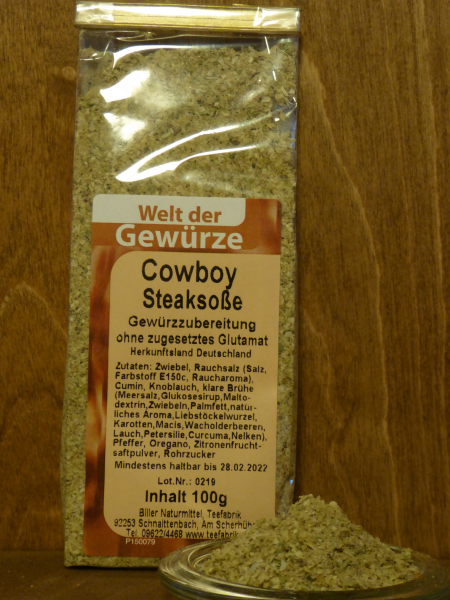 Welt der
Gewürze
Cowboy
Steaksoße
Gewürzzubereitung
ohne zugesetztes Glutamat
Herkunftsland Deutschland
Zutaten: Zwiebel, Rauchsalz (Salz,
Farbstoff E150c, Raucharoma),
Cumin, Knoblauch, klare Brühe
(Meersalz,Glukosesirup,Malto-
dextrin,Zwiebeln,Palmfett,natür-
liches Aroma,Liebstöckelwurzel,
Karotten,Macis,Wacholderbeeren,
Lauch,Petersilie,Curcuma,Nelken),
Pfeffer, Oregano, Zitronenfrucht-
saftpulver, Rohrzucker
Mindestens haltbar bis 28.02.2022
Lot.Nr.: 0219
Inhalt 100g
Biller Naturmittel, Teefabrik
92253 Schnaittenbach, Am
Tel. 09622/4468 www.teefabrik
P150079